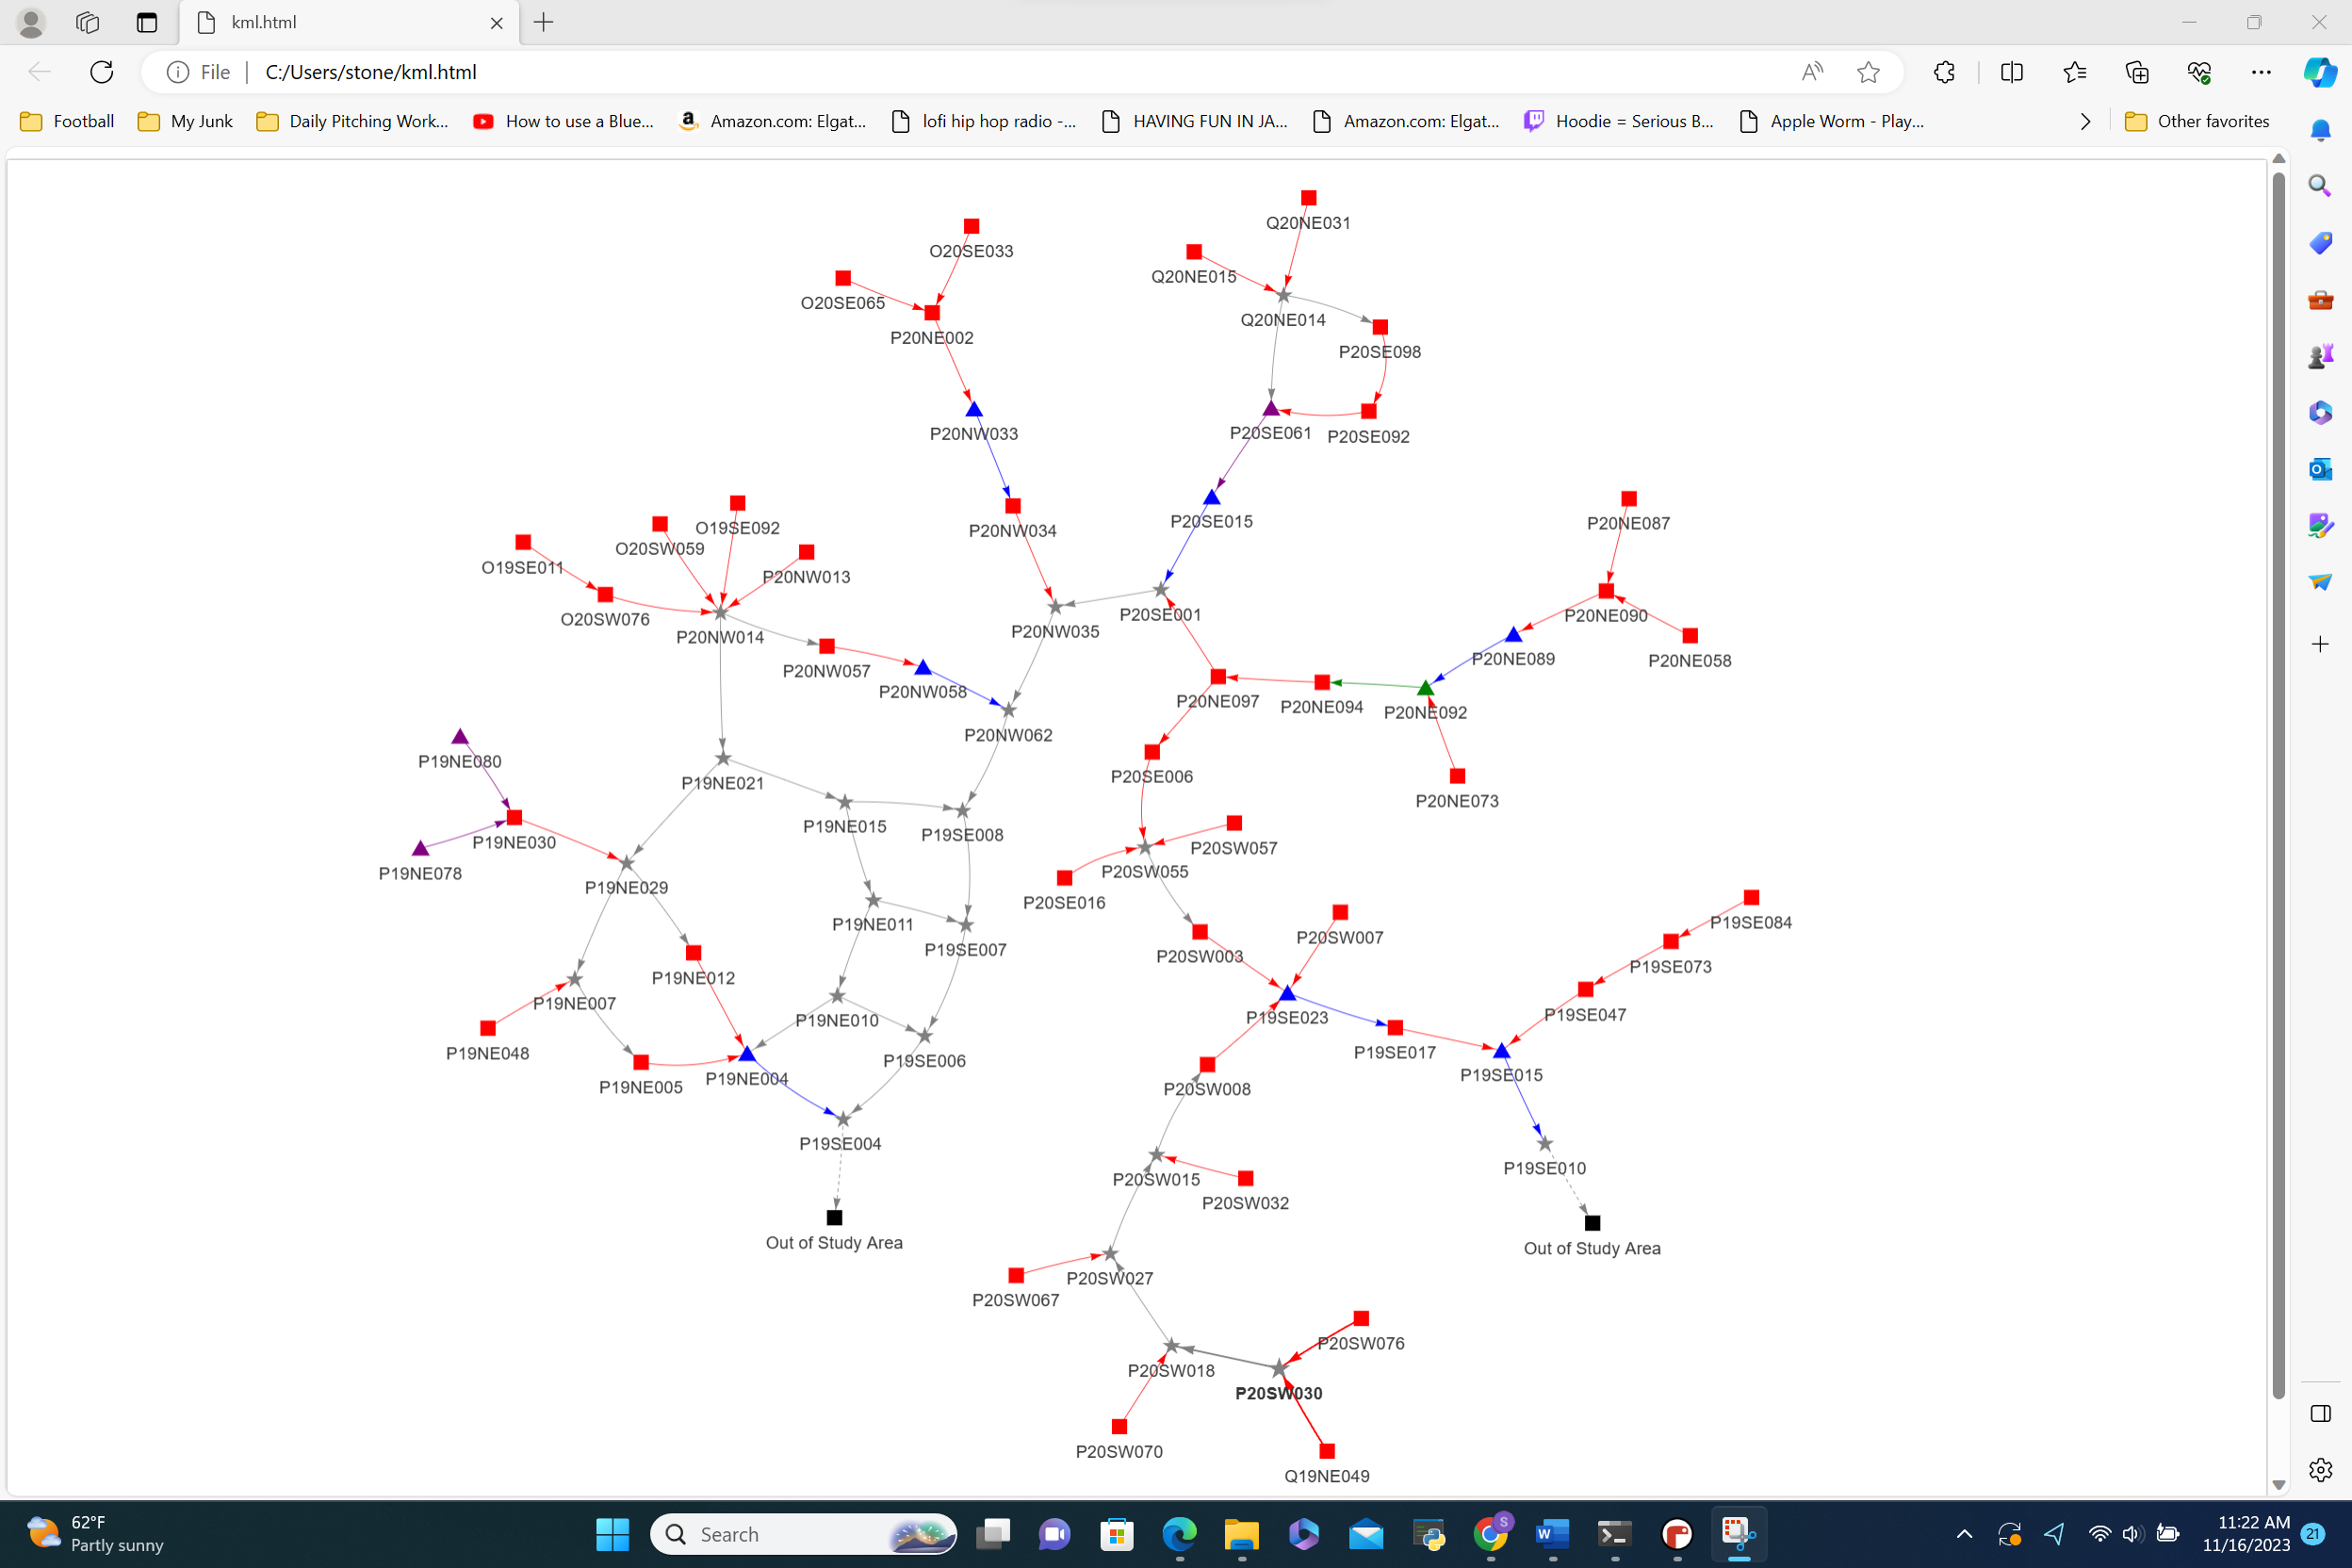 kml.html
File
C:/Users/stone/kml.html
Football
My Junk
Daily Pitching Work...
How to use a Blue...
Amazon.com: Elgat...
lofi hip hop radio -...
HAVING FUN IN JA...
Amazon.com: Elgat...
Hoodie = Serious B...
Apple Worm - Play...
Other favorites
Q20NE031
O20SE033
Q20NE015
O20SE065
Q20NE014
P20NE002
P20SE098
P20NW033
P20SE061
P20SE092
P20SE015
P20NE087
O19SE092
P20NW034
O20SW059
O19SE011
P20NW013
O20SW076
P20SE001
P20NE090
P20NW014
P20NW035
P20NE089
P20NE058
P20NW057
P20NW058
P20NE097
P20NE094
P20NE092
P20NW062
P19NE080
P20SE006
P19NE021
P20NE073
P19NE015
P19SE008
P19NE030
P20SW057
P19NE078
P20SW055
P19NE029
P20SE016
P19NE011
P19SE084
P20SW007
P19SE007
P20SW003
P19SE073
P19NE012
P19NE007
P19SE047
P19SE023
P19NE010
P19NE048
P19SE017
P19SE006
P19SE015
P19NE004
P19NE005
P20SW008
P19SE004
P19SE010
P20SW015
P20SW032
Out of Study Area
Out of Study Area
P20SW027
P20SW067
P20SW076
P20SW018
P20SW030
P20SW070
Q19NE049
62°F
Partly sunny
Search
S
11:22 AM
11/16/2023
21